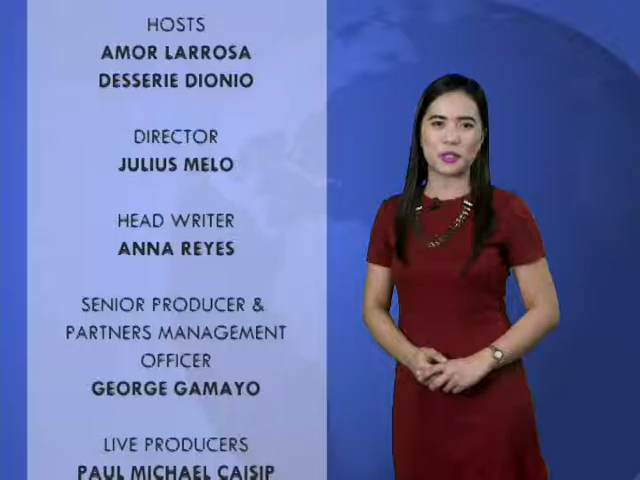 HOSTS
AMOR LARROSA
DESSERIE DIONIO
DIRECTOR
JULIUS MELO
HEAD WRITER
ANNA REYES
SENIOR PRODUCER &
PARTNERS MANAGEMENT
OFFICER
GEORGE GAMAYO
LIVE PRODUCERS
PAUL MICHAEL CAISIP